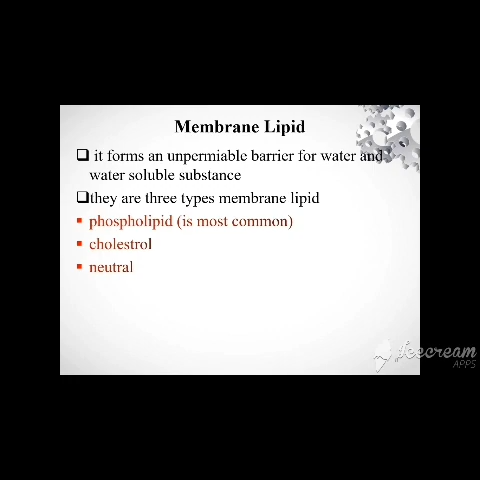 Membrane Lipid
it forms an unpermiable barrier for water and
water soluble substance
they are three types membrane lipid
phospholipid (is most common)
cholestrol
neutral
Icecream
APPS